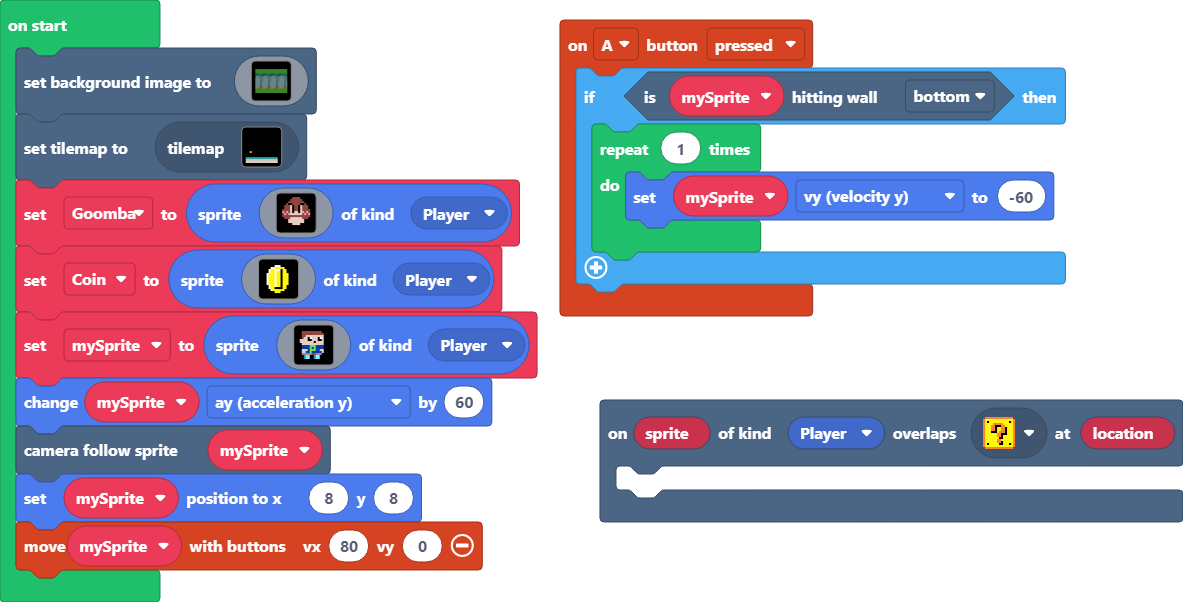 on start
set background image to
set tilemap to tilemap
set Goomba to sprite of kind Player
set Coin to sprite of kind Player
set mySprite to sprite of kind Player
change mySprite ay (acceleration y) by 60
camera follow sprite mySprite
set mySprite position to x 8 y 8
move mySprite with buttons vx 80 vy 0
on A button pressed
if is mySprite hitting wall bottom then
repeat 1 times
do set mySprite vy (velocity y) to -60
on sprite of kind Player overlaps ? at location